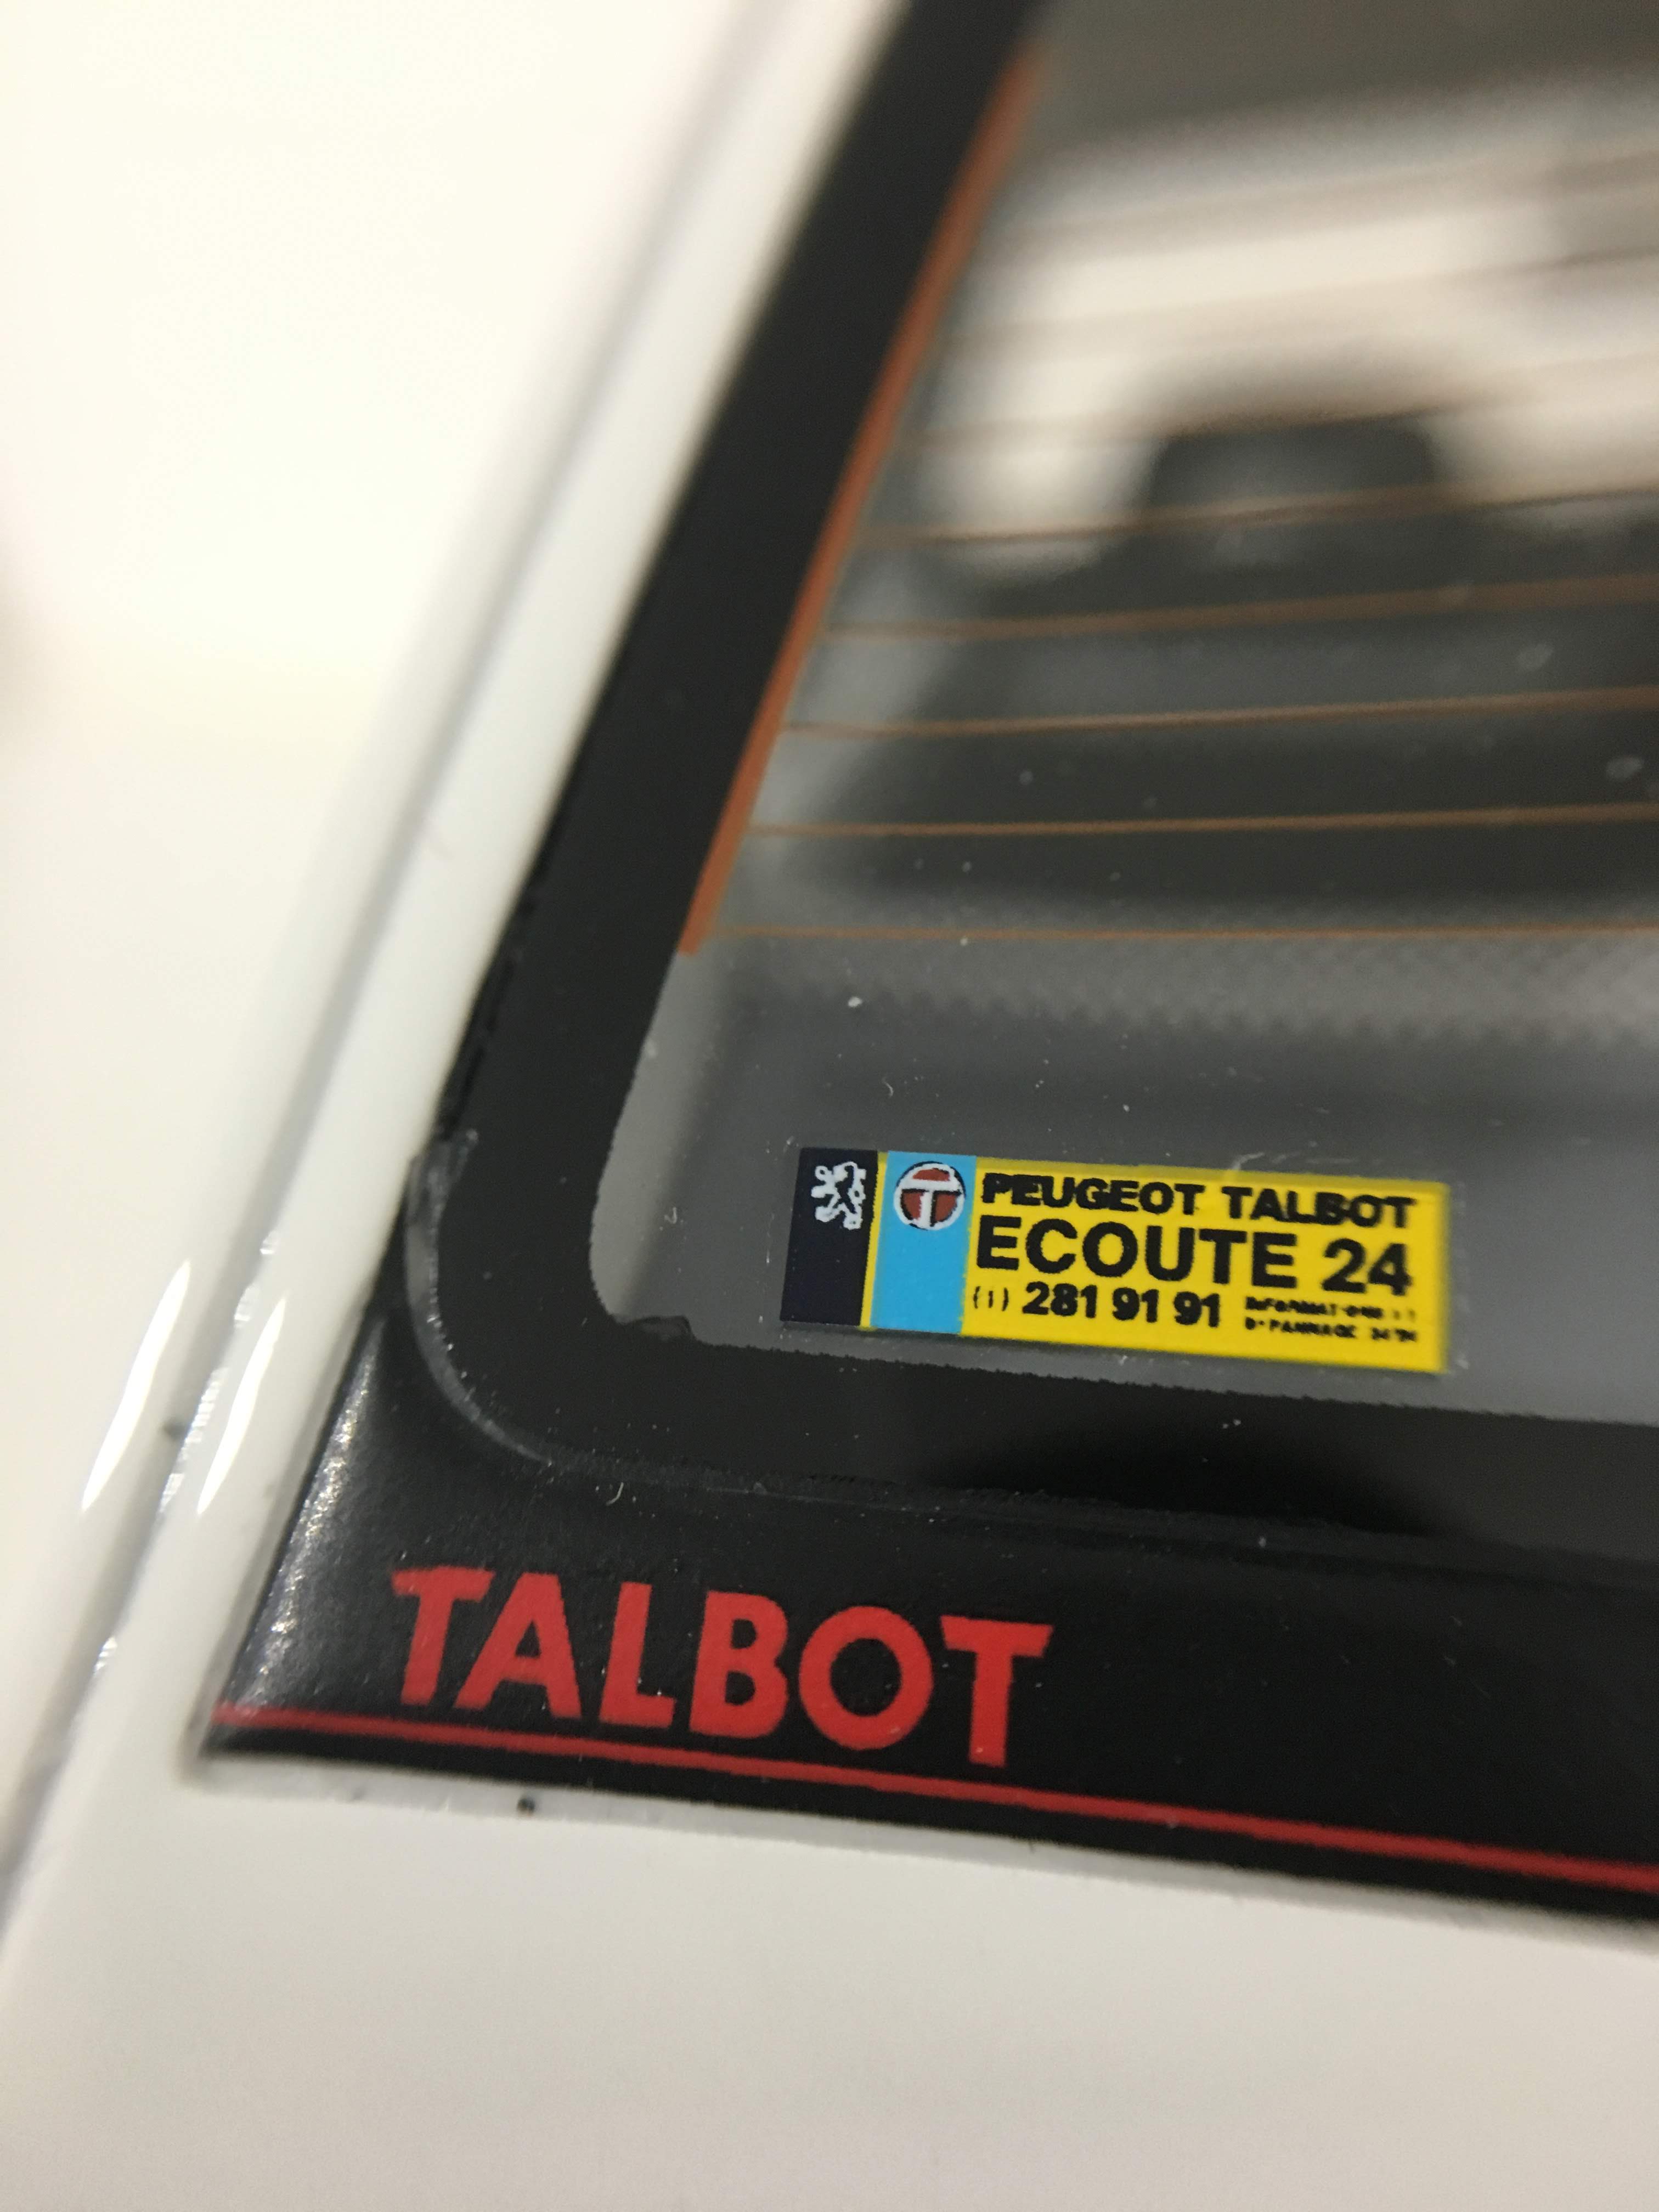 PEUGEOT TALBOT
ECOUTE 24
(1) 281 91 91
TALBOT